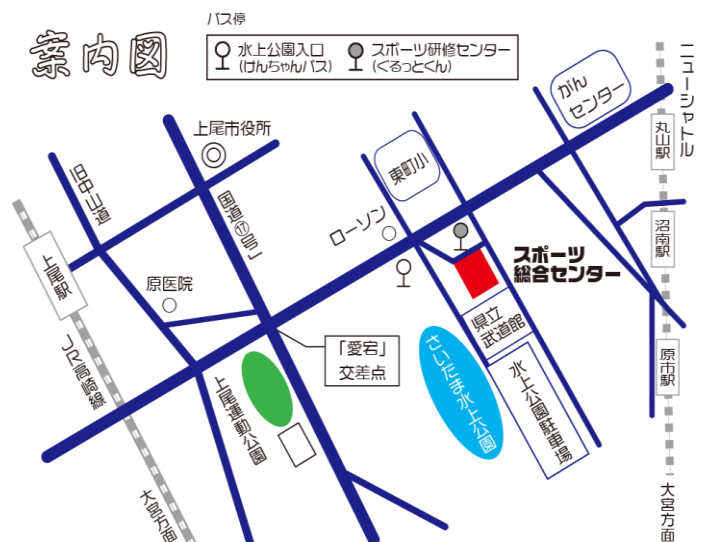 案内図
バス停
水上公園入口
(けんちゃんバス)
スポーツ研修センター
(ぐるっとくん)
ニューシャトル
がん
センター
丸山駅
上尾市役所
旧中山道
国道⑰号
東町小
ローソン
沼南駅
上尾駅
原医院
スポーツ
総合センター
県立
武道館
「愛宕」
交差点
原市駅
JR高崎線
上尾運動公園
さいたま水上公園
水上公園駐車場
大宮方面
大宮方面